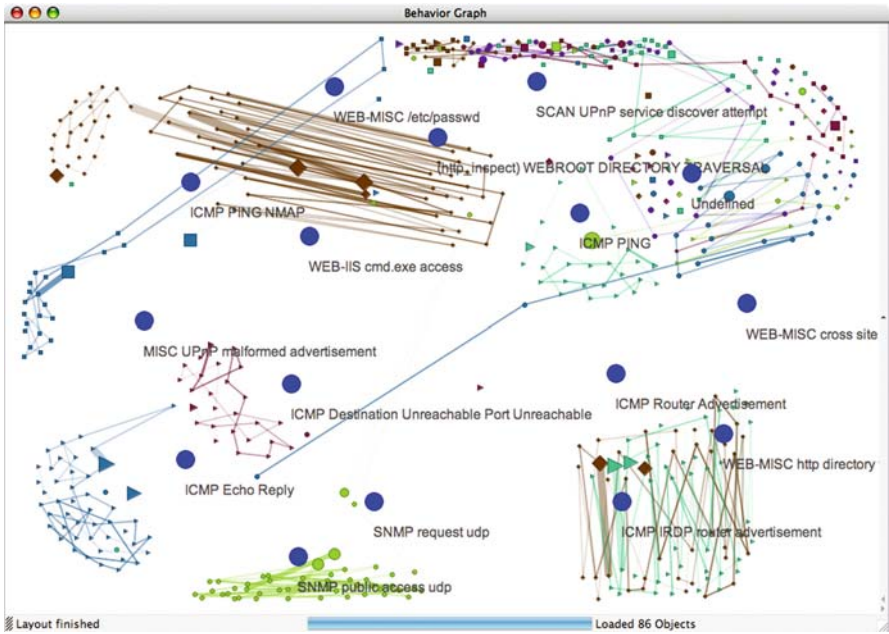 Behavior Graph
WEB-MISC /etc/passwd
SCAN UPnP service discover attempt
(http_inspect) WEBROOT DIRECTORY TRAVERSAL
ICMP PING NMAP
Undefined
ICMP PING
WEB-IIS cmd.exe access
WEB-MISC cross site
MISC UPnP malformed advertisement
ICMP Destination Unreachable Port Unreachable
ICMP Router Advertisement
WEB-MISC http directory
ICMP Echo Reply
SNMP request udp
ICMP IRDP router advertisement
SNMP public access udp
Layout finished
Loaded 86 Objects